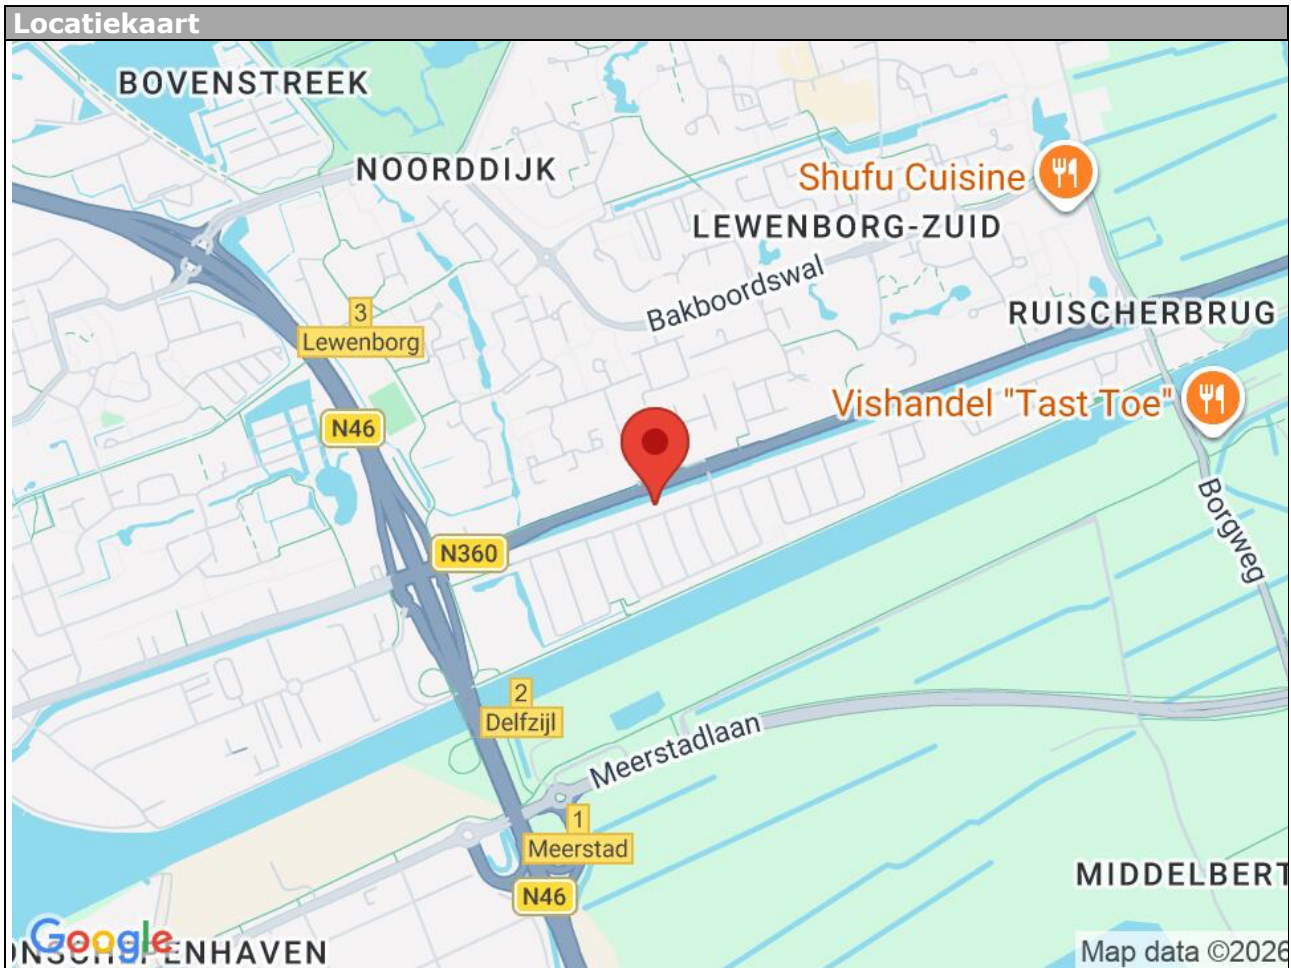 Locatiekaart
BOVENSTREEK
NOORDDIJK
Shufu Cuisine
LEWENBORG-ZUID
Bakboordswal
RUISCHERBRUG
3
Lewenborg
Vishandel "Tast Toe"
N46
Borgweg
N360
2
Delfzijl
Meerstadlaan
1
Meerstad
MIDDELBERT
N46
Google
Map data ©2026